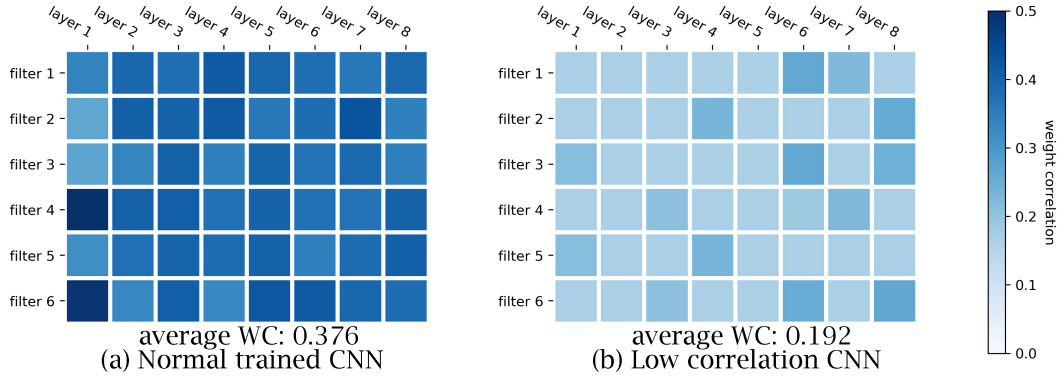 layer 1 layer 2 layer 3 layer 4 layer 5 layer 6 layer 7 layer 8
filter 1
filter 2
filter 3
filter 4
filter 5
filter 6
average WC: 0.376
(a) Normal trained CNN
layer 1 layer 2 layer 3 layer 4 layer 5 layer 6 layer 7 layer 8
filter 1
filter 2
filter 3
filter 4
filter 5
filter 6
average WC: 0.192
(b) Low correlation CNN
0.5
0.4
0.3
0.2
0.1
0.0
weight correlation